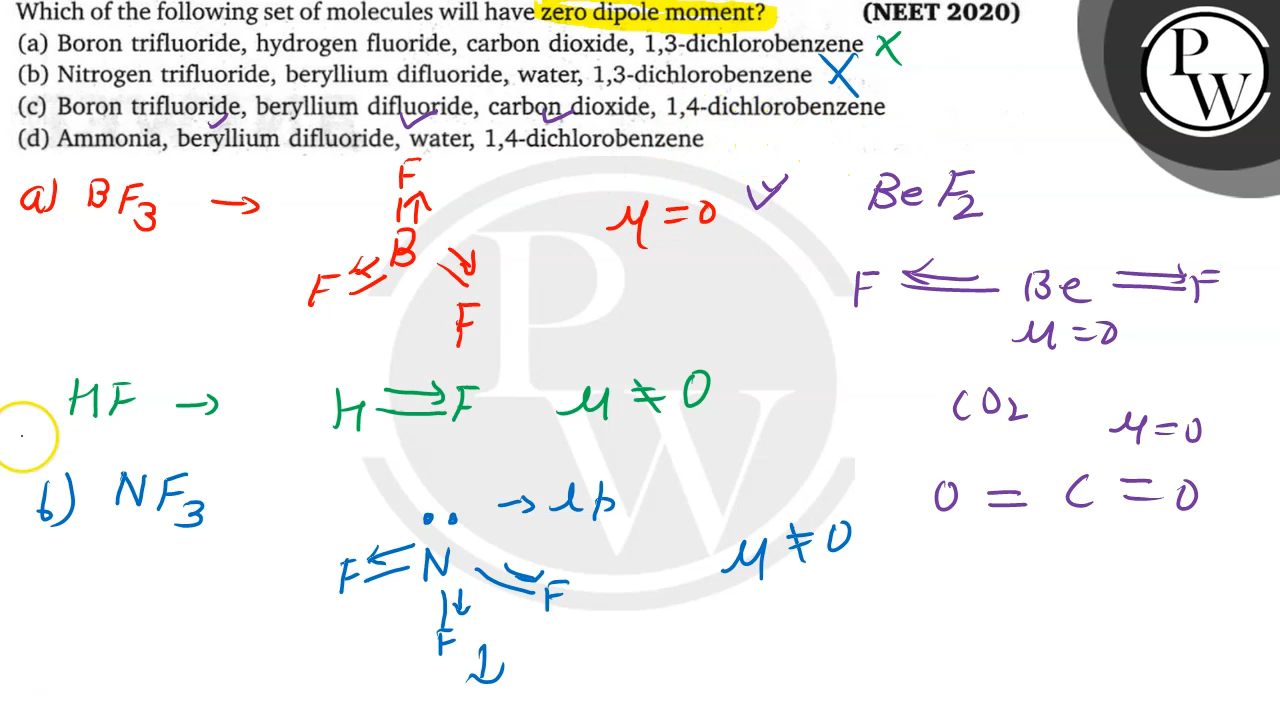 Which of the following set of molecules will have zero dipole moment? (NEET 2020)
(a) Boron trifluoride, hydrogen fluoride, carbon dioxide, 1,3-dichlorobenzene
(b) Nitrogen trifluoride, beryllium difluoride, water, 1,3-dichlorobenzene
(c) Boron trifluoride, beryllium difluoride, carbon dioxide, 1,4-dichlorobenzene
(d) Ammonia, beryllium difluoride, water, 1,4-dichlorobenzene
P
W
a) BF3 →
F
B
F
F
μ = 0
BeF2
F Be F
μ = 0
HF → H F μ ≠ 0
CO2
μ = 0
O = C = O
b) NF3
→ lp
N
F
F
F
μ ≠ 0
P
W